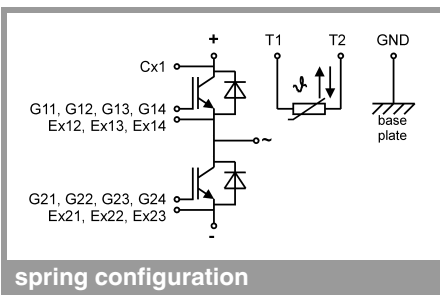 + T1 T2 GND
Cx1
ϑ
G11, G12, G13, G14
Ex12, Ex13, Ex14
base
plate
~
G21, G22, G23, G24
Ex21, Ex22, Ex23
-
spring configuration